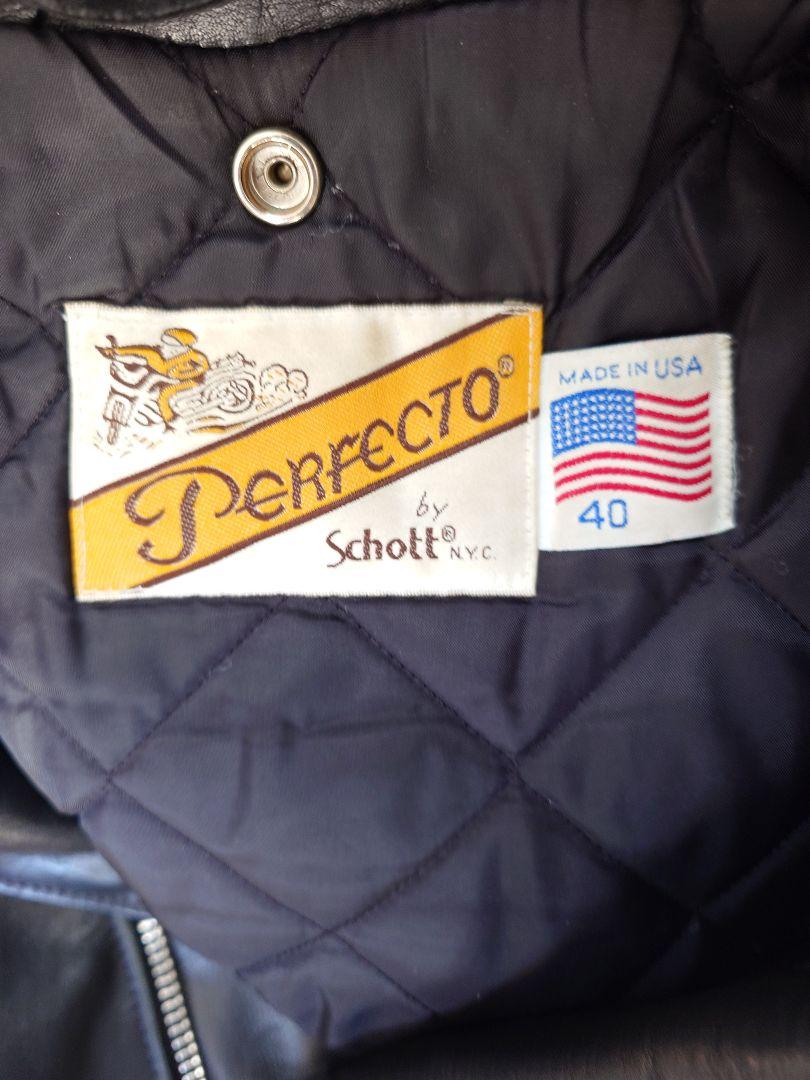 PERFECTO®
by
Schott® N.Y.C.
MADE IN USA
40